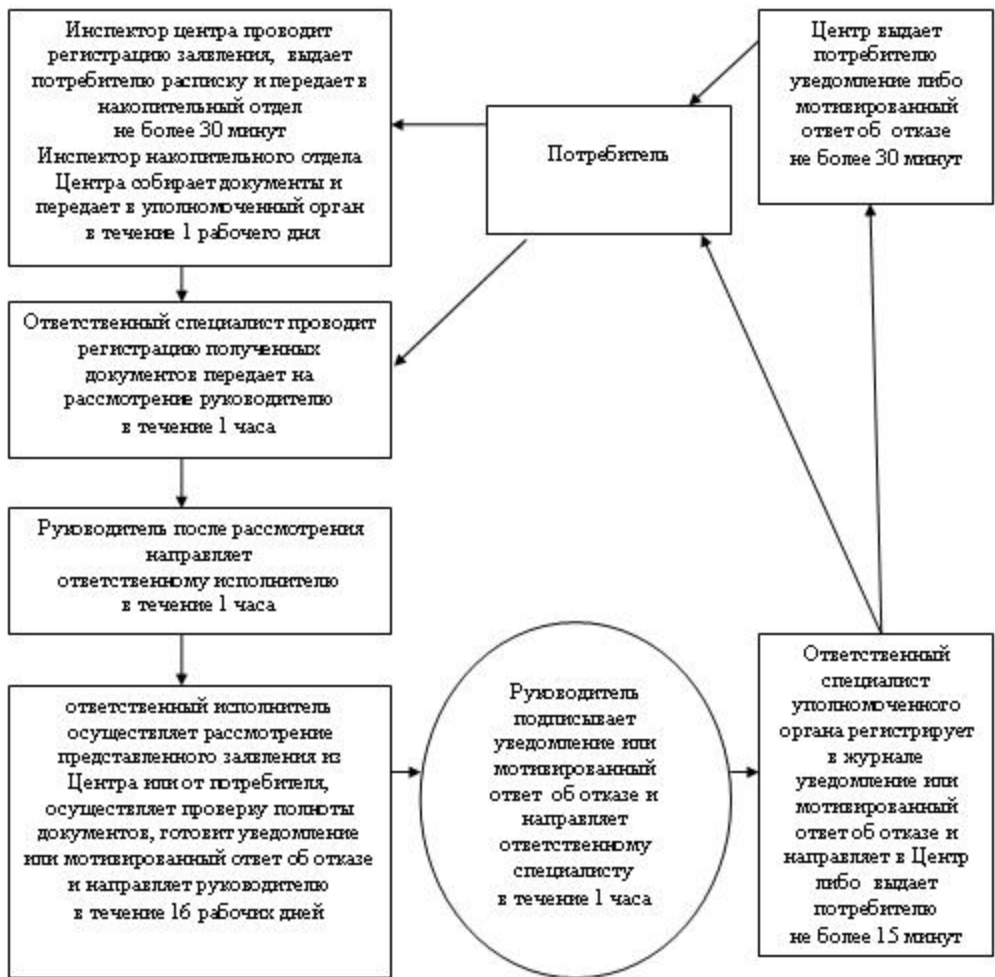 Инспектор центра проводит
регистрацию заявления, выдает
потребителю расписку и передает в
накопительный отдел
не более 30 минут
Инспектор накопительного отдела
Центра собирает документы и
передает в уполномоченный орган
в течение 1 рабочего дня
Потребитель
Центр выдает
потребителю
уведомление либо
мотивированный
ответ об отказе
не более 30 минут
Ответственный специалист проводит
регистрацию полученных
документов передает на
рассмотрение руководителю
в течение 1 часа
Руководитель после рассмотрения
направляет
ответственному исполнителю
в течение 1 часа
ответственный исполнитель
осуществляет рассмотрение
представленного заявления из
Центра или от потребителя,
осуществляет проверку полноты
документов, готовит уведомление
или мотивированный ответ об отказе
и направляет руководителю
в течение 16 рабочих дней
Руководитель
подписывает
уведомление или
мотивированный
ответ об отказе и
направляет
ответственному
специалисту
в течение 1 часа
Ответственный
специалист
уполномоченного
органа регистрирует
в журнале
уведомление или
мотивированный
ответ об отказе и
направляет в Центр
либо выдает
потребителю
не более 15 минут